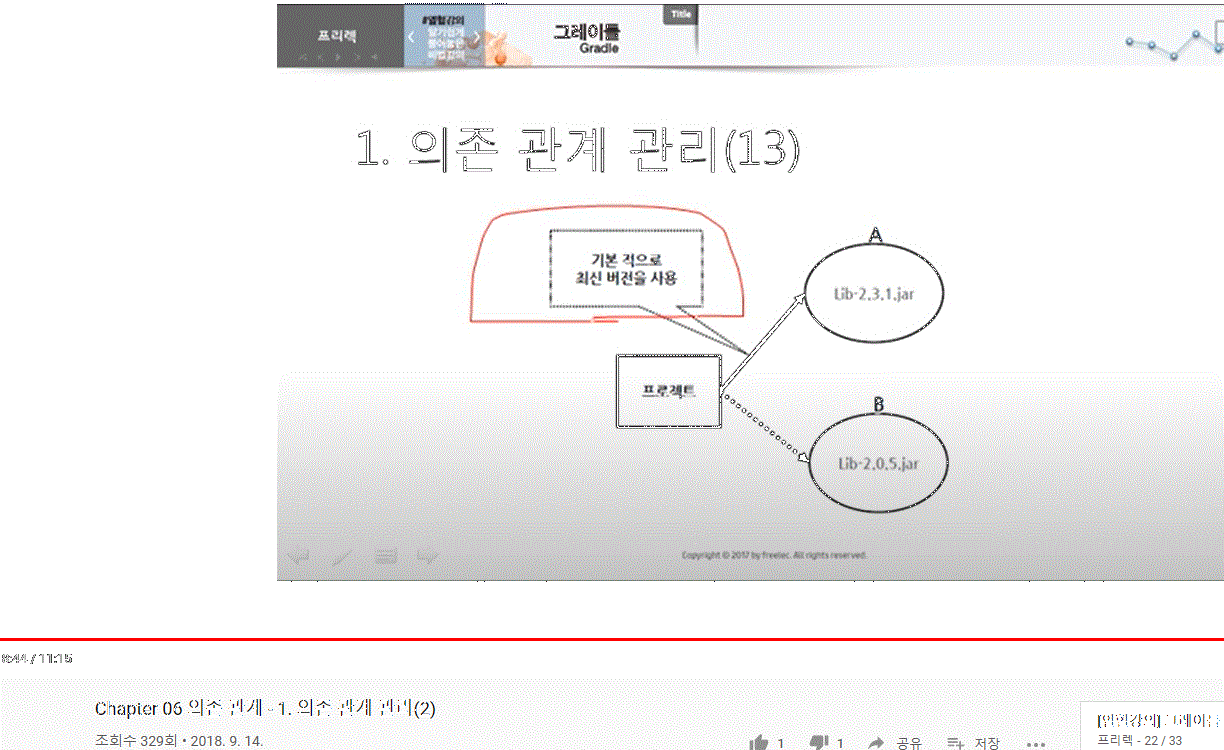 프리렉
#열혈강의
그레이들
Gradle
Title
1. 의존 관계 관리(13)
기본 적으로
최신 버전을 사용
A
Lib-2.3.1.jar
프로젝트
B
Lib-2.0.5.jar
Copyright © 2017 by freelec. All rights reserved.
8:44 / 11:15
Chapter 06 의존 관계 - 1. 의존 관계 관리(2)
조회수 329회 • 2018. 9. 14.
1
1
공유
저장
[열혈강의] 그레이들
프리렉 - 22 / 33